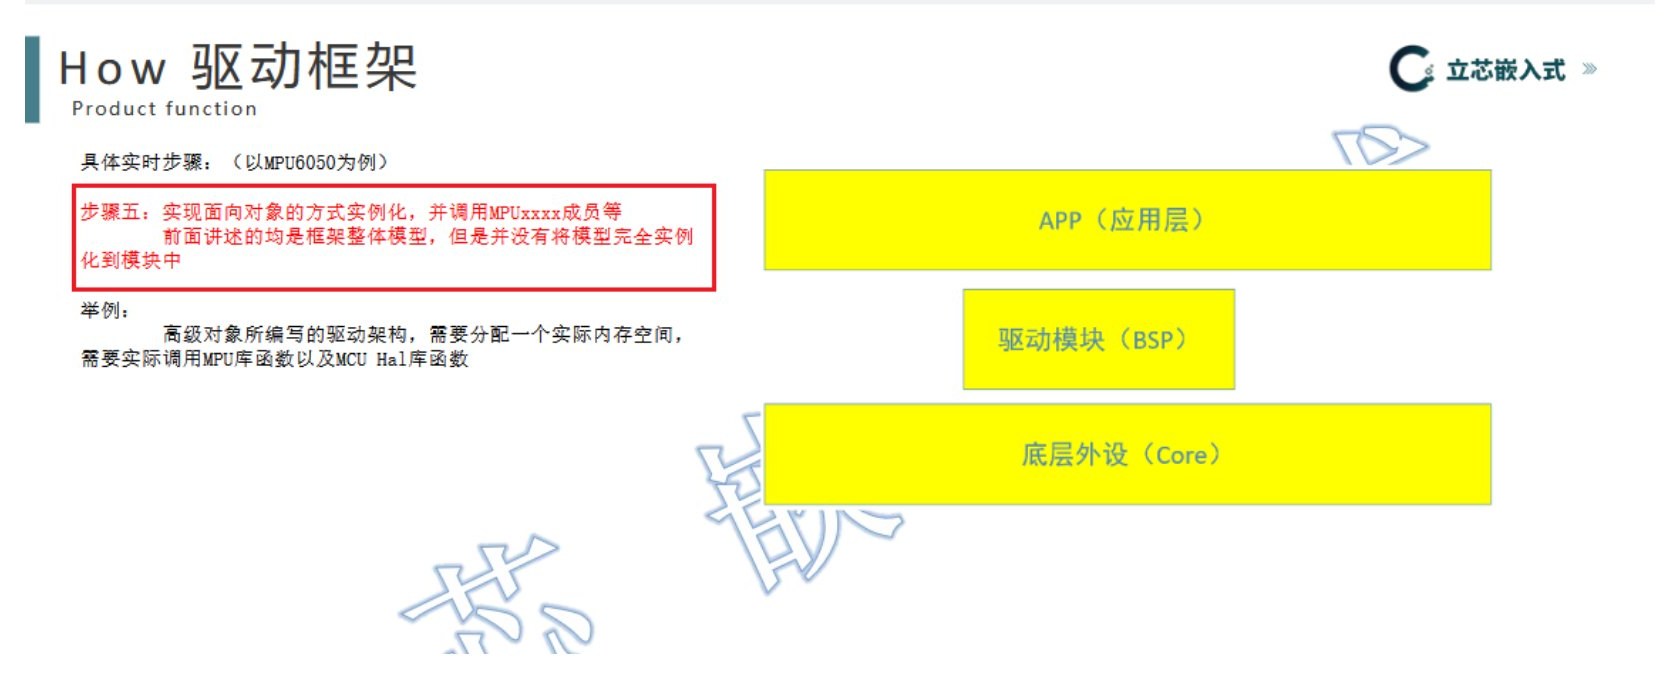 How 驱动框架
Product function
立芯嵌入式
具体实时步骤：（以MPU6050为例）
步骤五：实现面向对象的方式实例化，并调用MPUxxxx成员等
前面讲述的均是框架整体模型，但是并没有将模型完全实例
化到模块中
举例：
高级对象所编写的驱动架构，需要分配一个实际内存空间，
需要实际调用MPU库函数以及MCU Hal库函数
APP（应用层）
驱动模块（BSP）
底层外设（Core）
芯 嵌